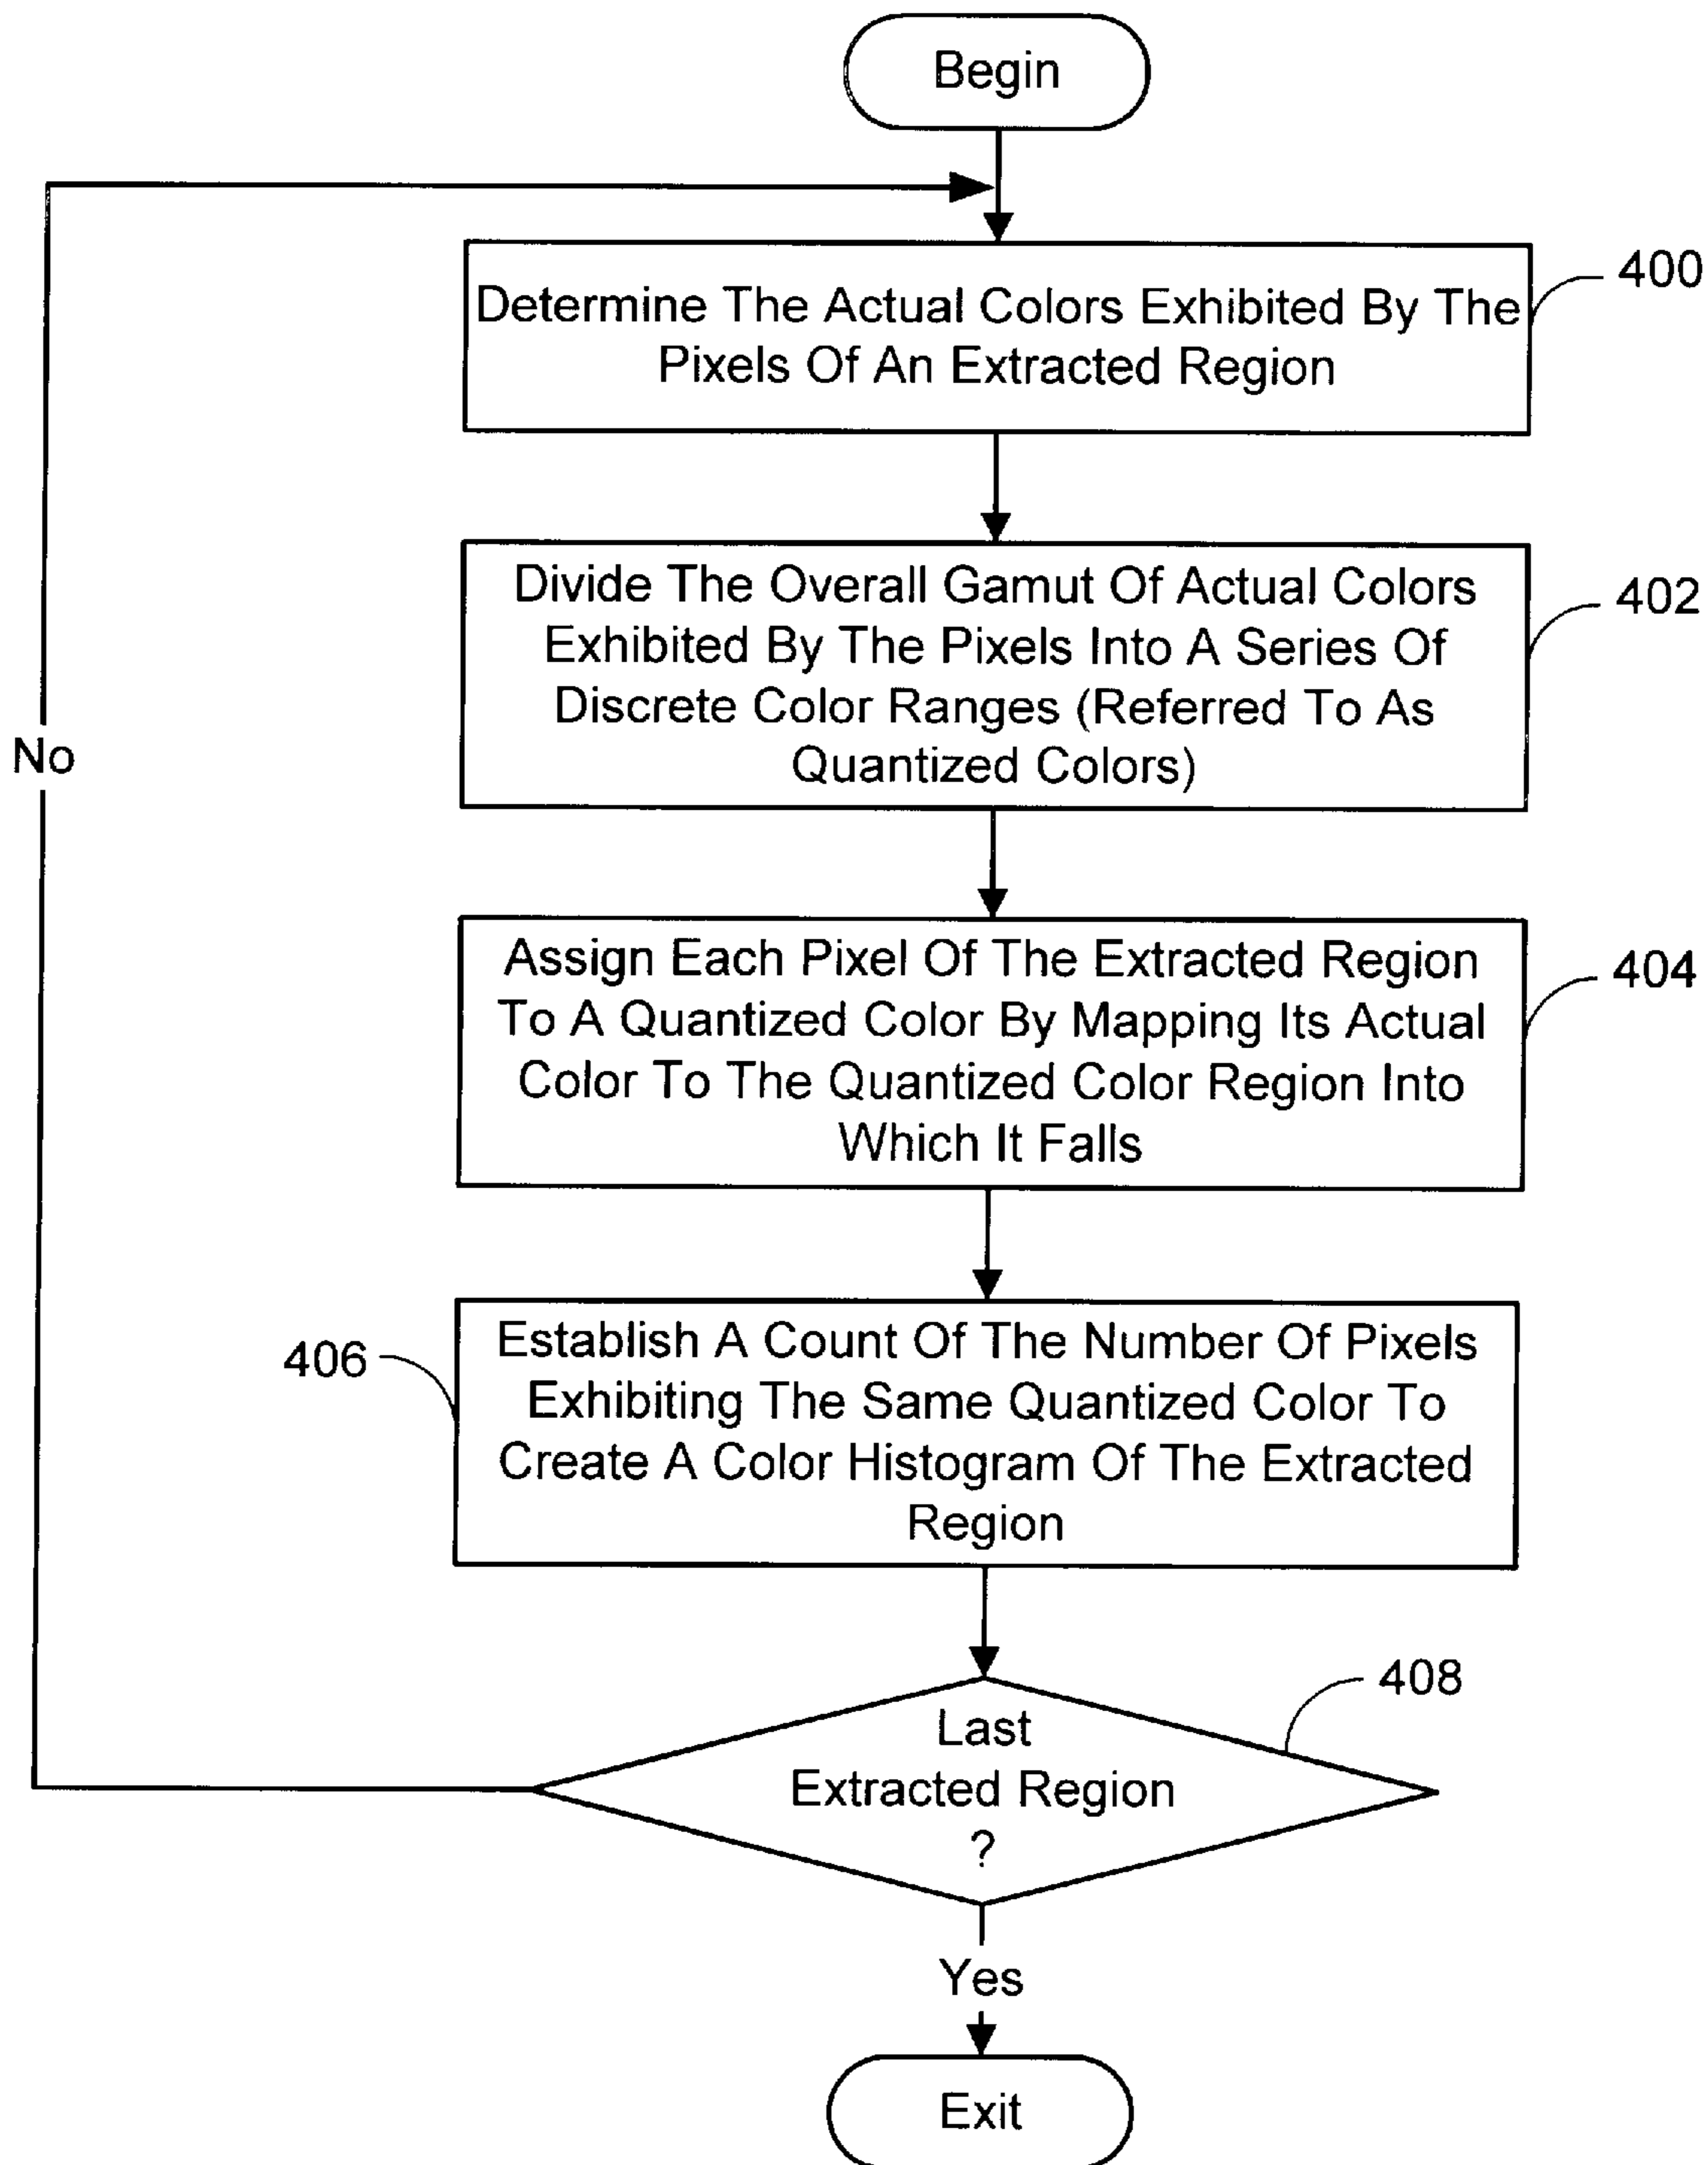 Begin
Determine The Actual Colors Exhibited By The
Pixels Of An Extracted Region
400
Divide The Overall Gamut Of Actual Colors
Exhibited By The Pixels Into A Series Of
Discrete Color Ranges (Referred To As
Quantized Colors)
402
No
Assign Each Pixel Of The Extracted Region
To A Quantized Color By Mapping Its Actual
Color To The Quantized Color Region Into
Which It Falls
404
406
Establish A Count Of The Number Of Pixels
Exhibiting The Same Quantized Color To
Create A Color Histogram Of The Extracted
Region
408
Last
Extracted Region
?
Yes
Exit